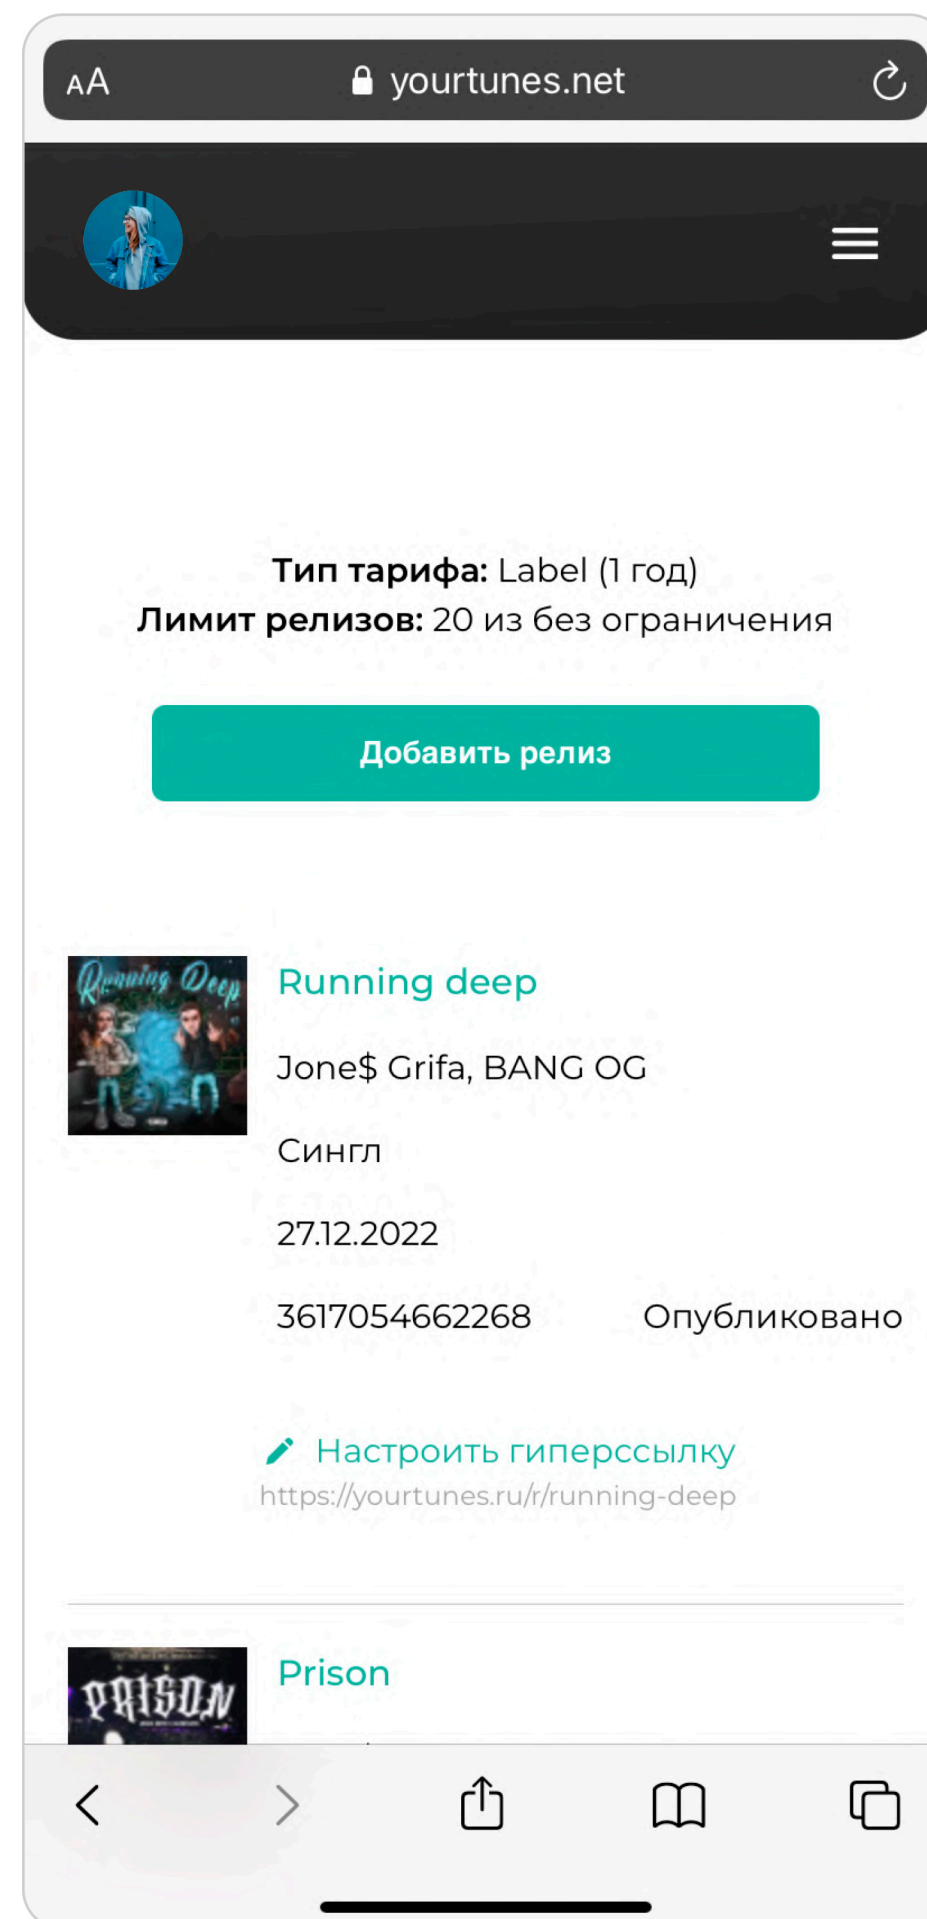 AA
yourtunes.net
Тип тарифа: Label (1 год)
Лимит релизов: 20 из без ограничения
Добавить релиз
Running Deep
Running deep
Jone$ Grifa, BANG OG
Сингл
27.12.2022
3617054662268 Опубликовано
Настроить гиперссылку
https://yourtunes.ru/r/running-deep
PRISON
Prison